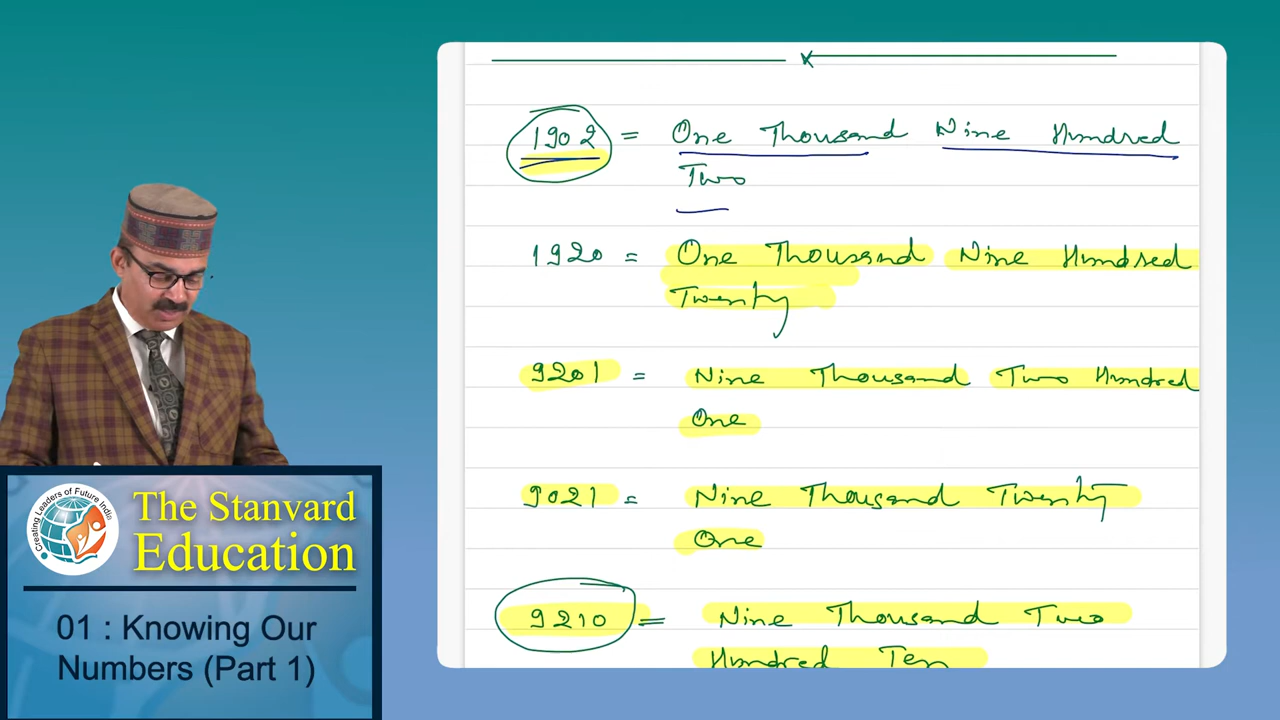 1902 = One Thousand Nine Hundred
Two
1920 = One Thousand Nine Hundred
Twenty
9201 = Nine Thousand Two Hundred
One
9021 = Nine Thousand Twenty
One
9210 = Nine Thousand Two
Hundred Ten
Creating Leaders of Future India
The Stanvard
Education
01 : Knowing Our
Numbers (Part 1)